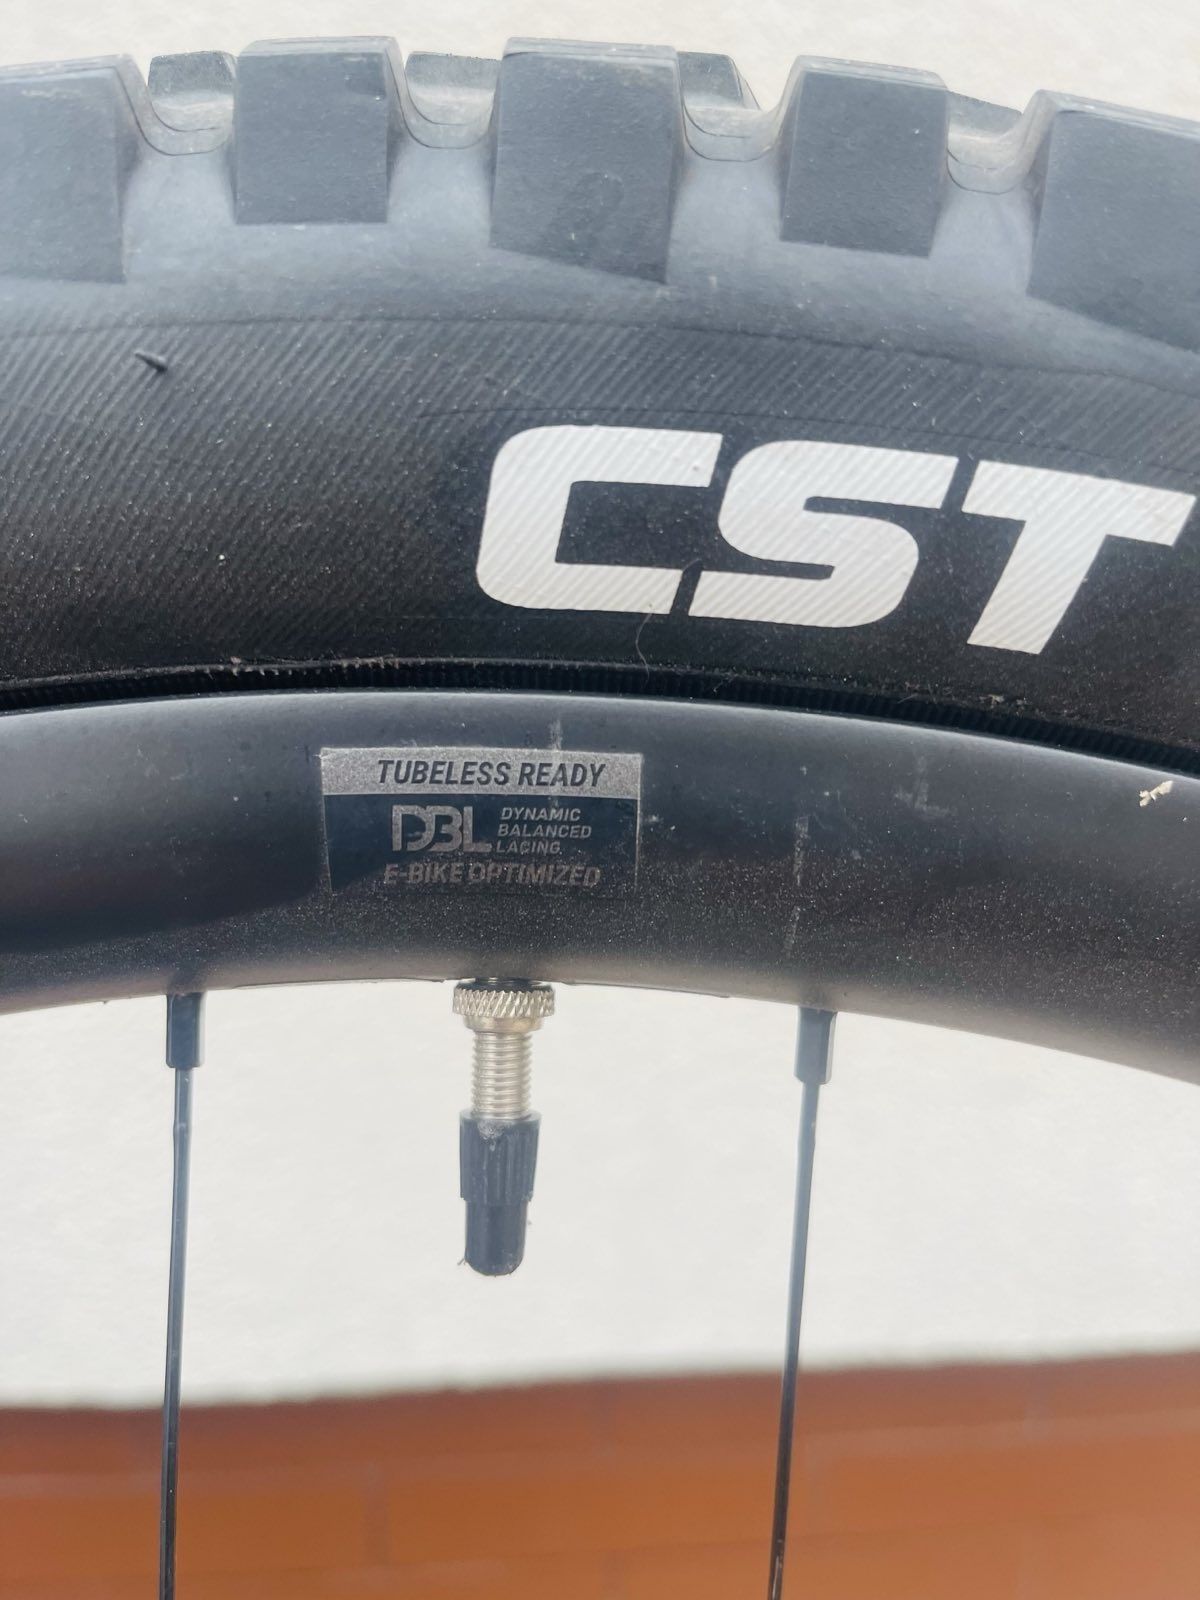 CST
TUBELESS READY
DBL
DYNAMIC
BALANCED
LACING
E-BIKE OPTIMIZED